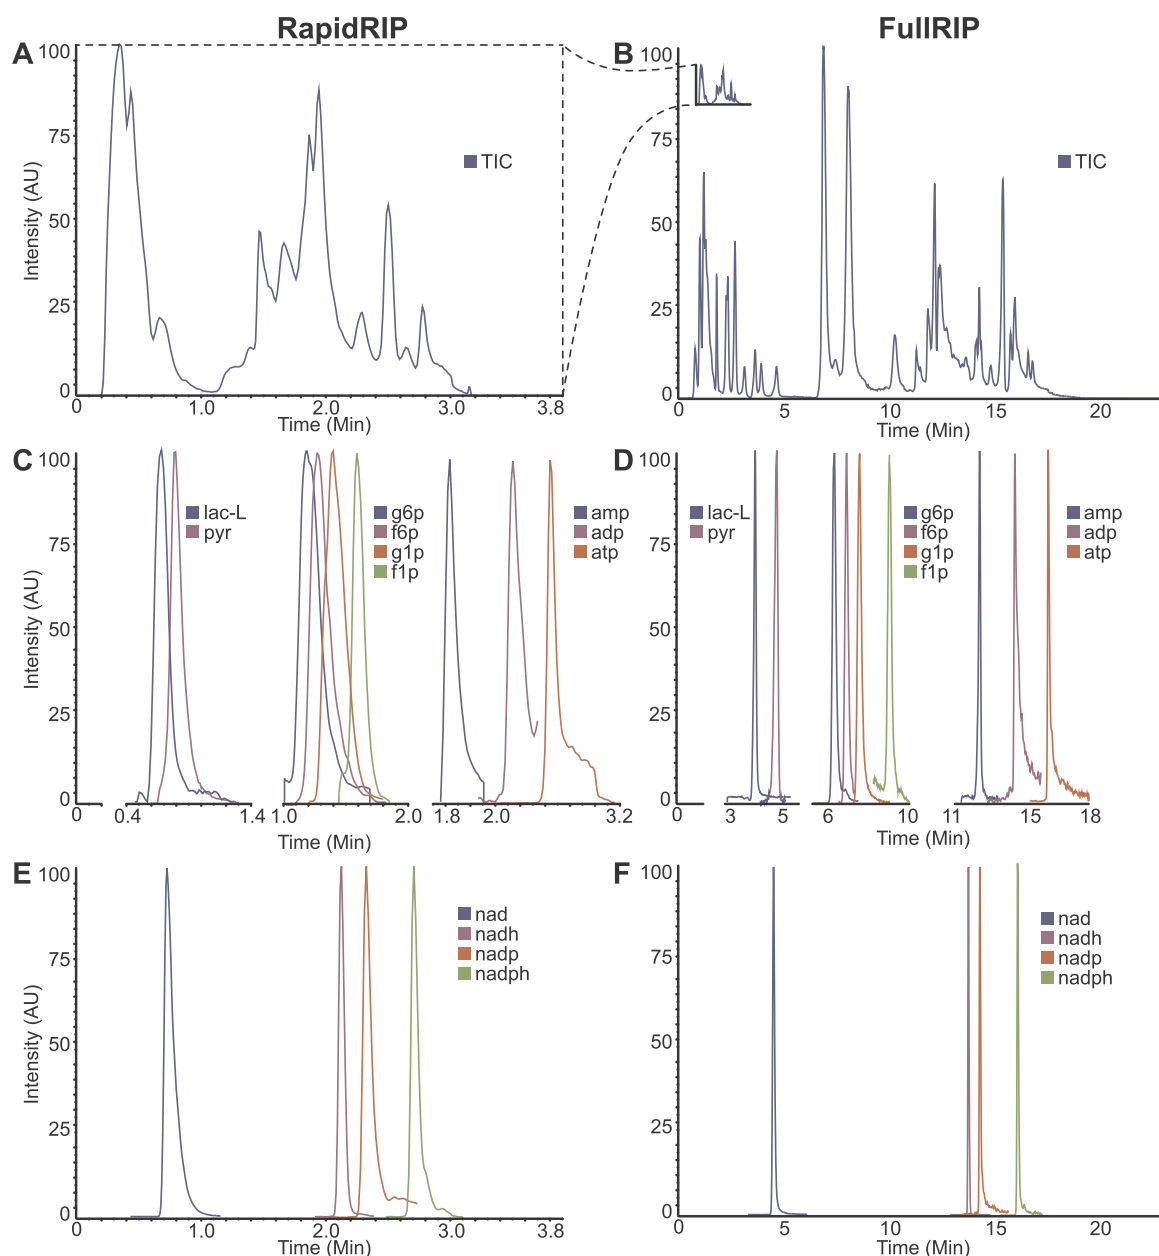 RapidRIP
FullRIP
A
100
75
50
25
0
Intensity (AU)
TIC
0
1.0
2.0
3.0
3.8
Time (Min)
B
100
75
50
25
0
TIC
0
5
10
15
20
Time (Min)
C
100
75
50
25
0
Intensity (AU)
lac-L
pyr
g6p
f6p
g1p
f1p
amp
adp
atp
0
0.4
1.4
1.0
2.0
1.8
2.0
3.2
Time (Min)
D
100
75
50
25
0
lac-L
pyr
g6p
f6p
g1p
f1p
amp
adp
atp
0
3
5
6
10
11
15
18
Time (Min)
E
100
75
50
25
0
Intensity (AU)
nad
nadh
nadp
nadph
0
1.0
2.0
3.0
3.8
Time (Min)
F
100
75
50
25
0
nad
nadh
nadp
nadph
0
5
10
15
20
Time (Min)